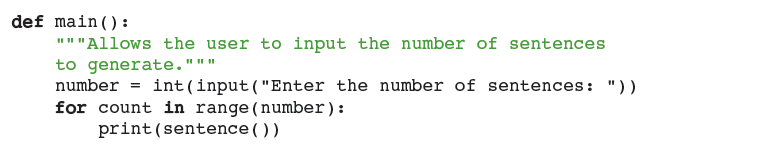 def main():
    """Allows the user to input the number of sentences
    to generate."""
    number = int(input("Enter the number of sentences: "))
    for count in range(number):
        print(sentence())